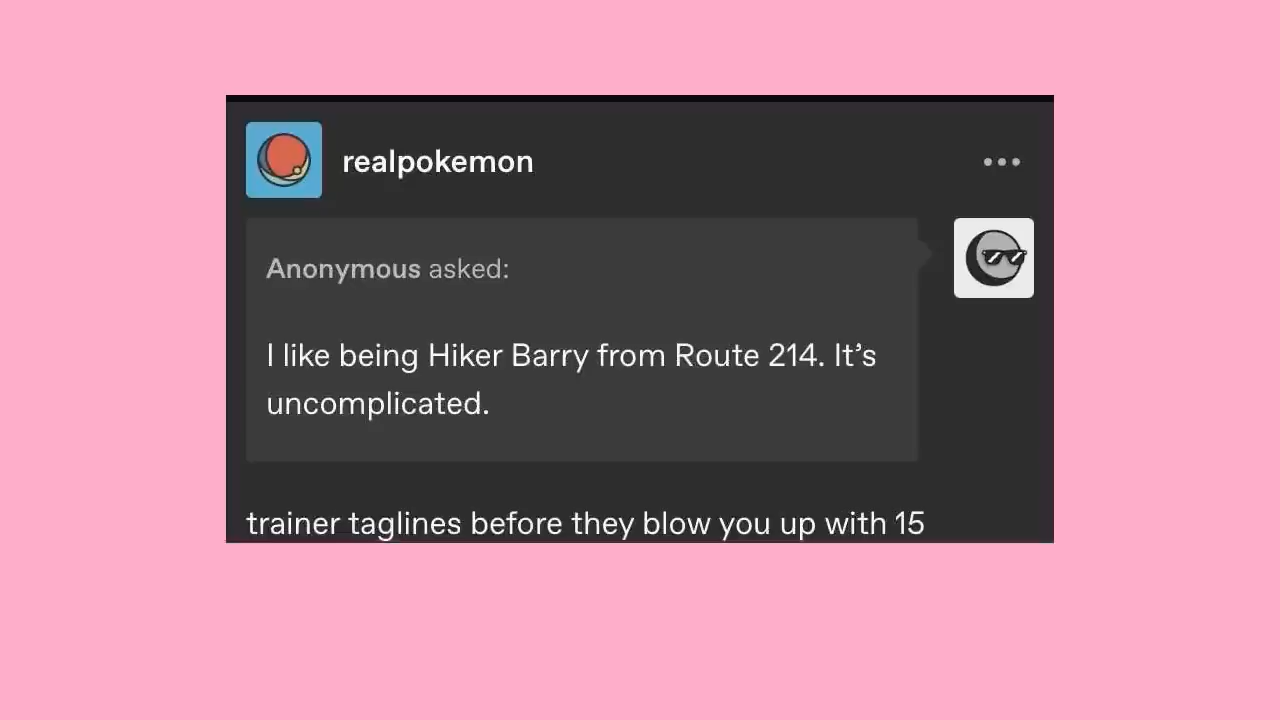 realpokemon
Anonymous asked:
I like being Hiker Barry from Route 214. It’s
uncomplicated.
trainer taglines before they blow you up with 15